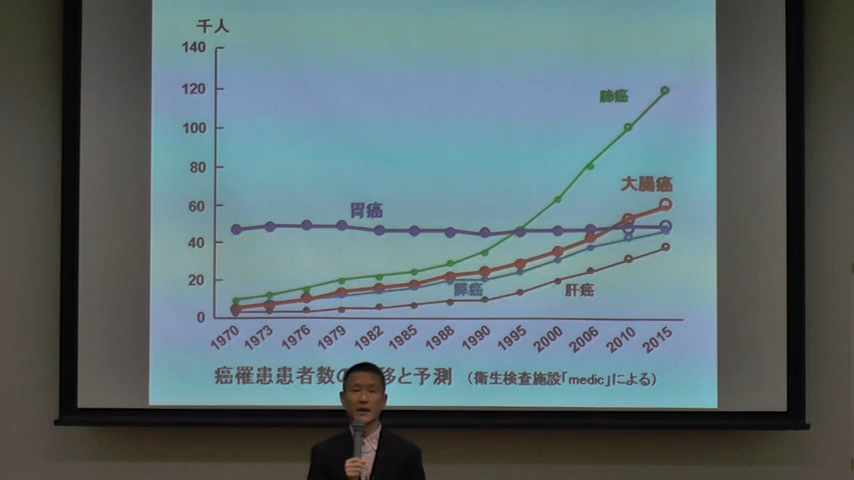 千人
140
120
100
80
60
40
20
0
肺癌
大腸癌
胃癌
膵癌
肝癌
1970 1973 1976 1979 1982 1985 1988 1990 1995 2000 2006 2010 2015
癌罹患患者数の 移と予測 (衛生検査施設「medic」による)